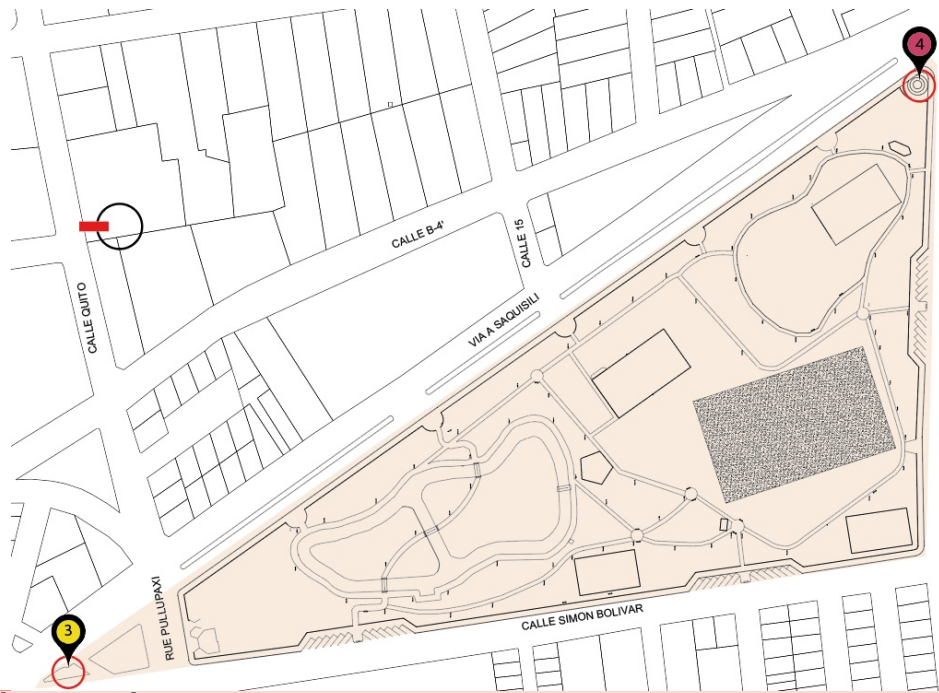 4
CALLE B-4'
CALLE 15
CALLE QUITO
VIA A SAQUISILI
RUE PULLUPAXI
CALLE SIMON BOLIVAR
3